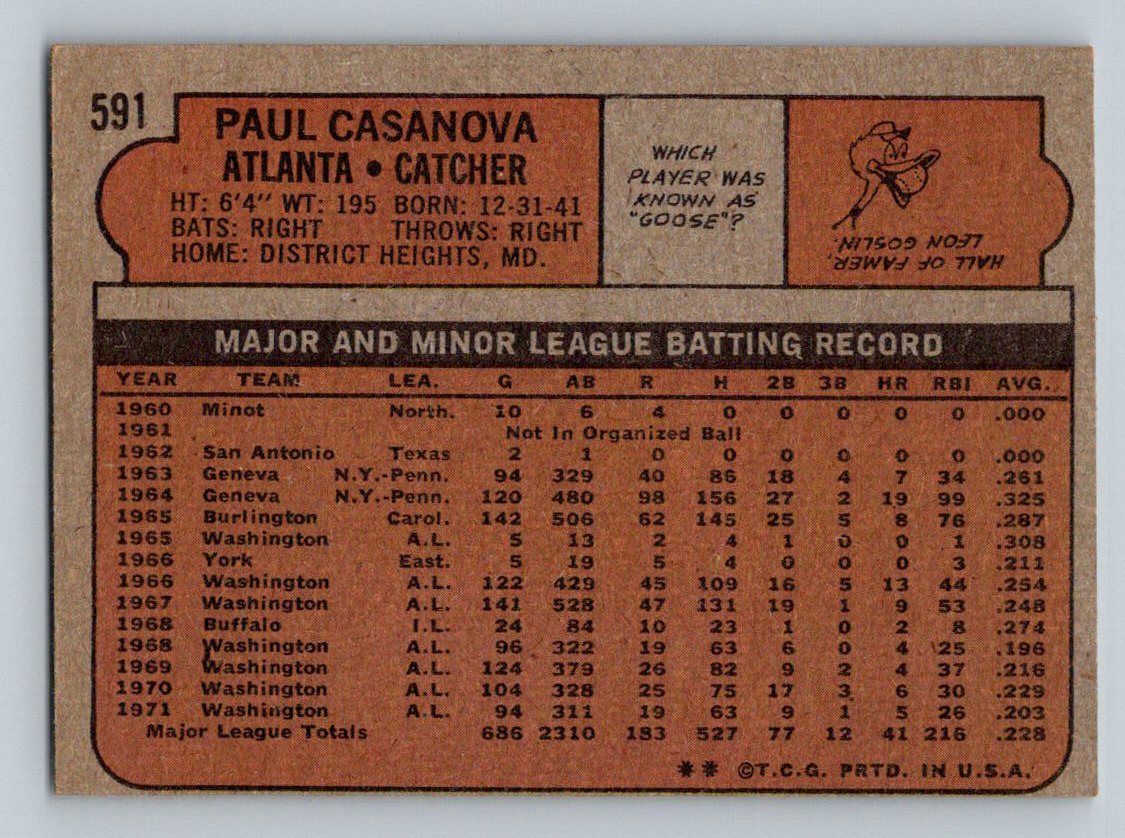 591
PAUL CASANOVA
ATLANTA • CATCHER
HT: 6'4" WT: 195 BORN: 12-31-41
BATS: RIGHT THROWS: RIGHT
HOME: DISTRICT HEIGHTS, MD.
WHICH
PLAYER WAS
KNOWN AS
"GOOSE"?
HALL OF FAMER,
LEON GOSLIN.
MAJOR AND MINOR LEAGUE BATTING RECORD
YEAR TEAM LEA. G AB R H 2B 3B HR RBI AVG.
1960 Minot North. 10 6 4 0 0 0 0 0 .000
1961 Not In Organized Ball
1962 San Antonio Texas 2 1 0 0 0 0 0 0 .000
1963 Geneva N.Y.-Penn. 94 329 40 86 18 4 7 34 .261
1964 Geneva N.Y.-Penn. 120 480 98 156 27 2 19 99 .325
1965 Burlington Carol. 142 506 62 145 25 5 8 76 .287
1965 Washington A.L. 5 13 2 4 1 0 0 1 .308
1966 York East. 5 19 5 4 0 0 0 3 .211
1966 Washington A.L. 122 429 45 109 16 5 13 44 .254
1967 Washington A.L. 141 528 47 131 19 1 9 53 .248
1968 Buffalo I.L. 24 84 10 23 1 0 2 8 .274
1968 Washington A.L. 96 322 19 63 6 0 4 25 .196
1969 Washington A.L. 124 379 26 82 9 2 4 37 .216
1970 Washington A.L. 104 328 25 75 17 3 6 30 .229
1971 Washington A.L. 94 311 19 63 9 1 5 26 .203
Major League Totals 686 2310 183 527 77 12 41 216 .228
** ©T.C.G. PRTD. IN U.S.A.